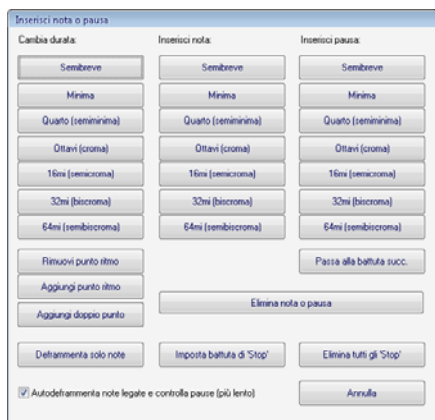 Inserisci nota o pausa
Cambia durata: Inserisci nota: Inserisci pausa:
Semibreve Semibreve Semibreve
Minima Minima Minima
Quarto (semiminima) Quarto (semiminima) Quarto (semiminima)
Ottavi (croma) Ottavi (croma) Ottavi (croma)
16mi (semicroma) 16mi (semicroma) 16mi (semicroma)
32mi (biscroma) 32mi (biscroma) 32mi (biscroma)
64mi (semibiscroma) 64mi (semibiscroma) 64mi (semibiscroma)
Rimuovi punto ritmo Passa alla battuta succ.
Aggiungi punto ritmo
Elimina nota o pausa
Aggiungi doppio punto
Deframmenta solo note Imposta battuta di 'Stop' Elimina tutti gli 'Stop'
Autodeframmenta note legate e controlla pause (più lento) Annulla